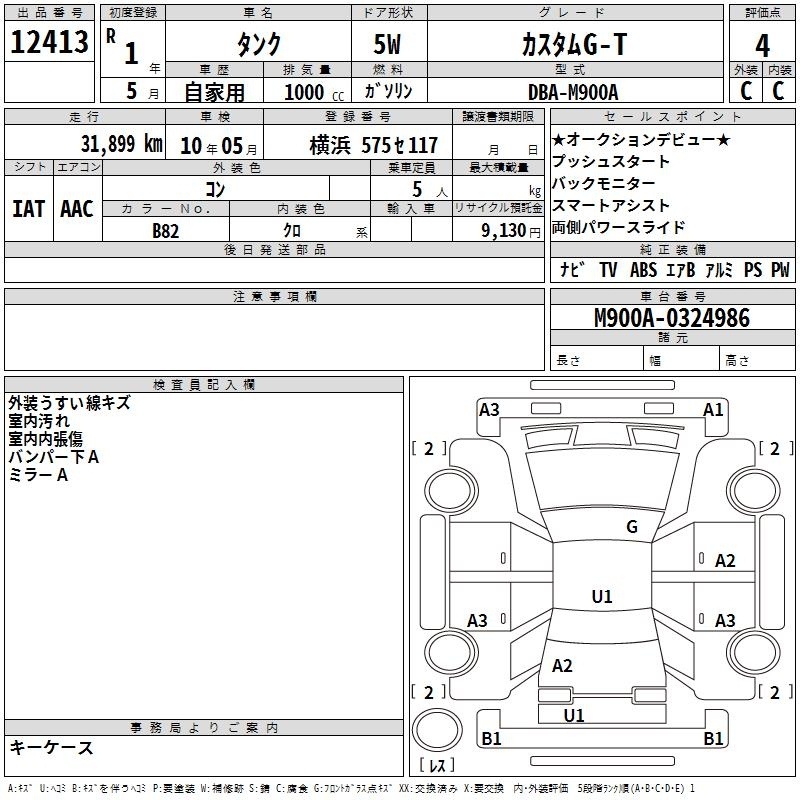 出品番号 初度登録 車名 ドア形状 グレード 評価点
12413 R 1 年 タンク 5W カスタムG-T 4
車歴 排気量 燃料 型式 外装 内装
5 月 自家用 1000 CC ガソリン DBA-M900A C C
走行 車検 登録番号 譲渡書類期限 セールスポイント
31,899 km 10 年 05 月 横浜 575セ117 月 日
★オークションデビュー★
プッシュスタート
バックモニター
スマートアシスト
両側パワースライド
シフト エアコン 外装色 乗車定員 最大積載量
IAT AAC コン 5 人 kg
カラーNo. 内装色 輸入車 リサイクル預託金
B82 クロ 系 9,130 円
後日発送部品 純正装備
ナビ TV ABS エアB アルミ PS PW
注意事項欄 車台番号
M900A-0324986
諸元
長さ 幅 高さ
検査員記入欄
外装うすい線キズ
室内汚れ
室内内張傷
バンパー下A
ミラーA
A3 A1
[ 2 ] [ 2 ]
G
A2
U1
A3 A3
A2
[ 2 ] [ 2 ]
U1
B1 B1
[ レス ]
事務局よりご案内
キーケース
A:キズ U:ヘコミ B:キズを伴うヘコミ P:要塗装 W:補修跡 S:錆 C:腐食 G:フロントガラス点キズ XX:交換済み X:要交換 内・外装評価 5段階ランク順(A・B・C・D・E) 1